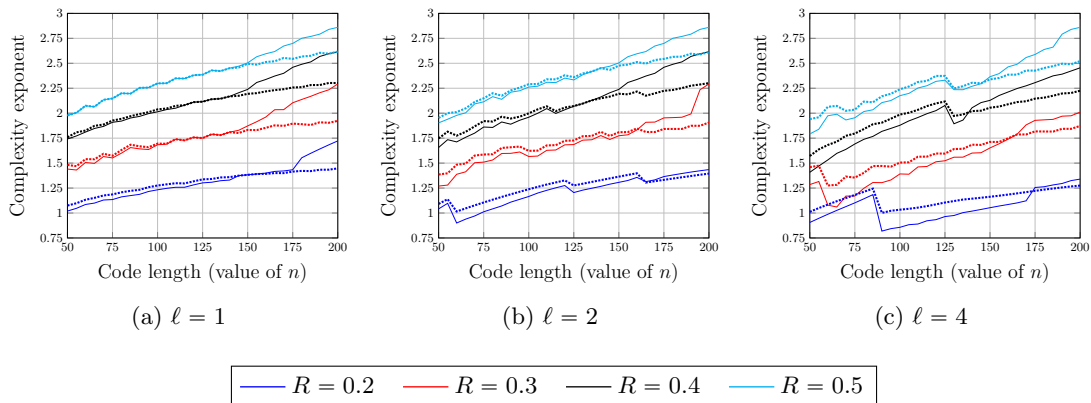 3
2.75
2.5
2.25
2
1.75
1.5
1.25
1
0.75
50 75 100 125 150 175 200
Complexity exponent
Code length (value of n)
(a) ℓ = 1
3
2.75
2.5
2.25
2
1.75
1.5
1.25
1
0.75
50 75 100 125 150 175 200
Complexity exponent
Code length (value of n)
(b) ℓ = 2
3
2.75
2.5
2.25
2
1.75
1.5
1.25
1
0.75
50 75 100 125 150 175 200
Complexity exponent
Code length (value of n)
(c) ℓ = 4
R = 0.2 R = 0.3 R = 0.4 R = 0.5